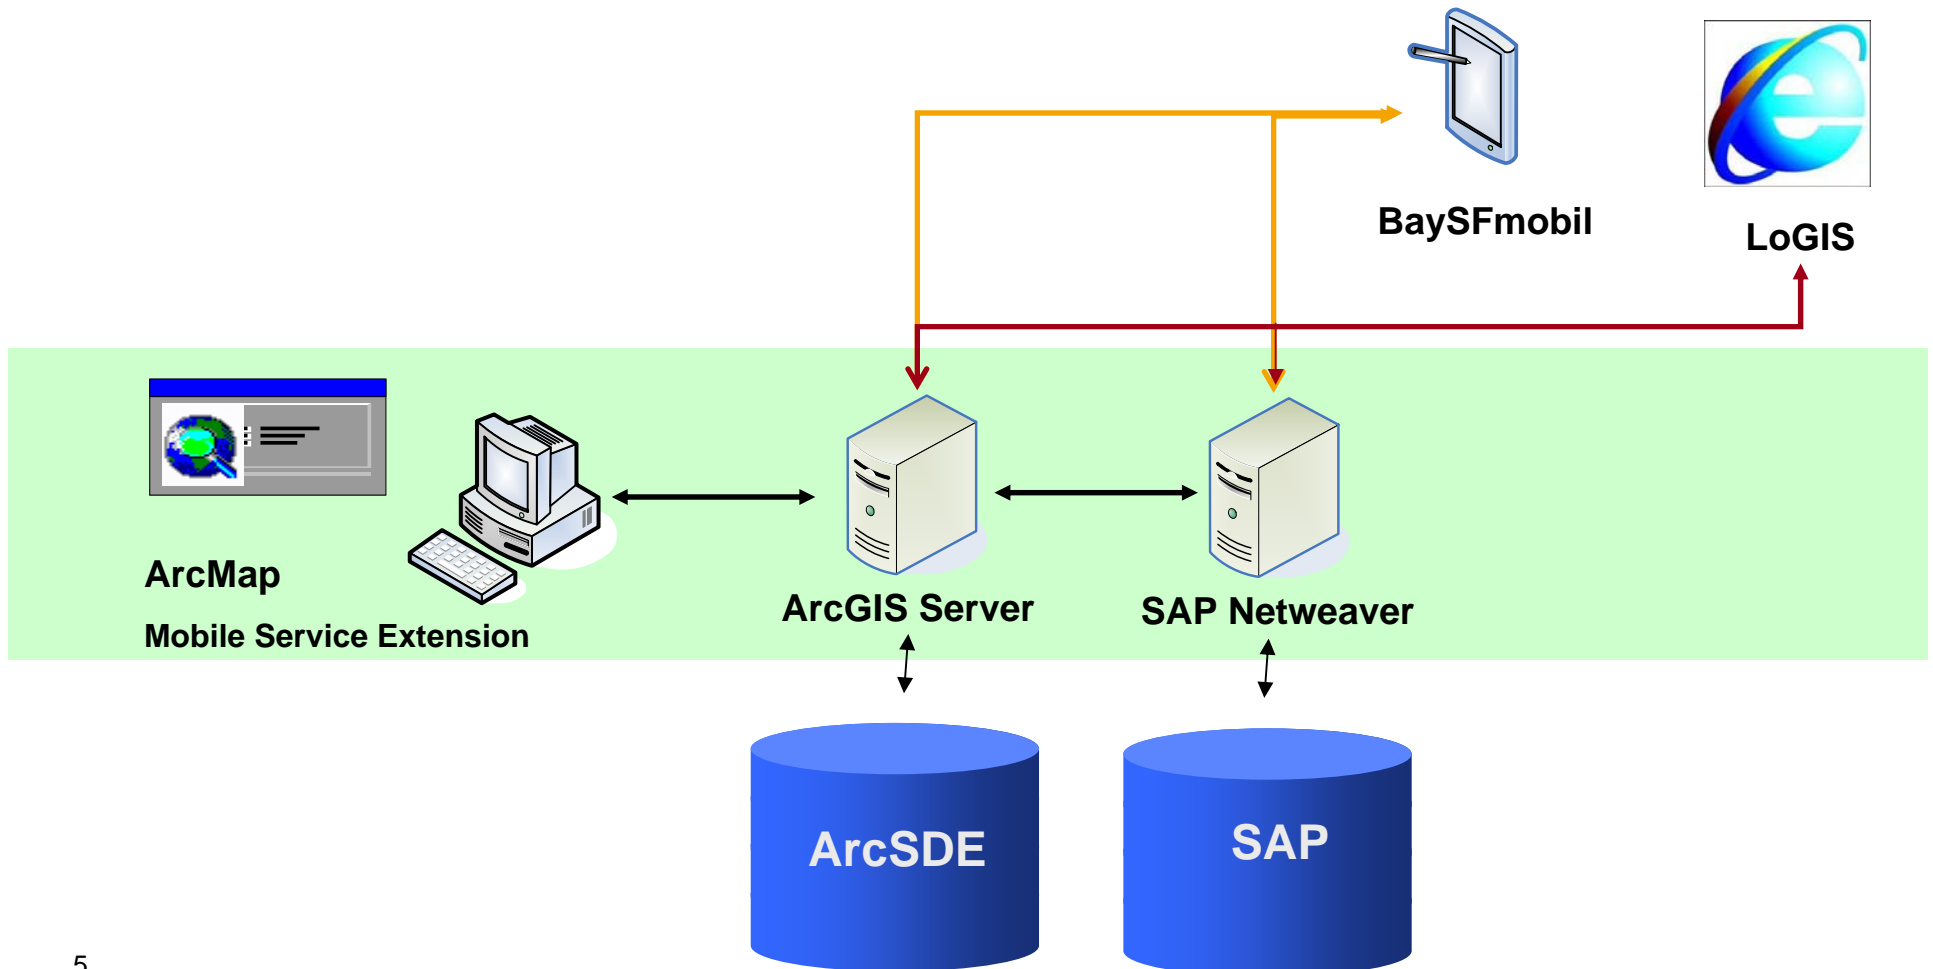 BaySFmobil
LoGIS
ArcMap
Mobile Service Extension
ArcGIS Server
SAP Netweaver
ArcSDE
SAP
5